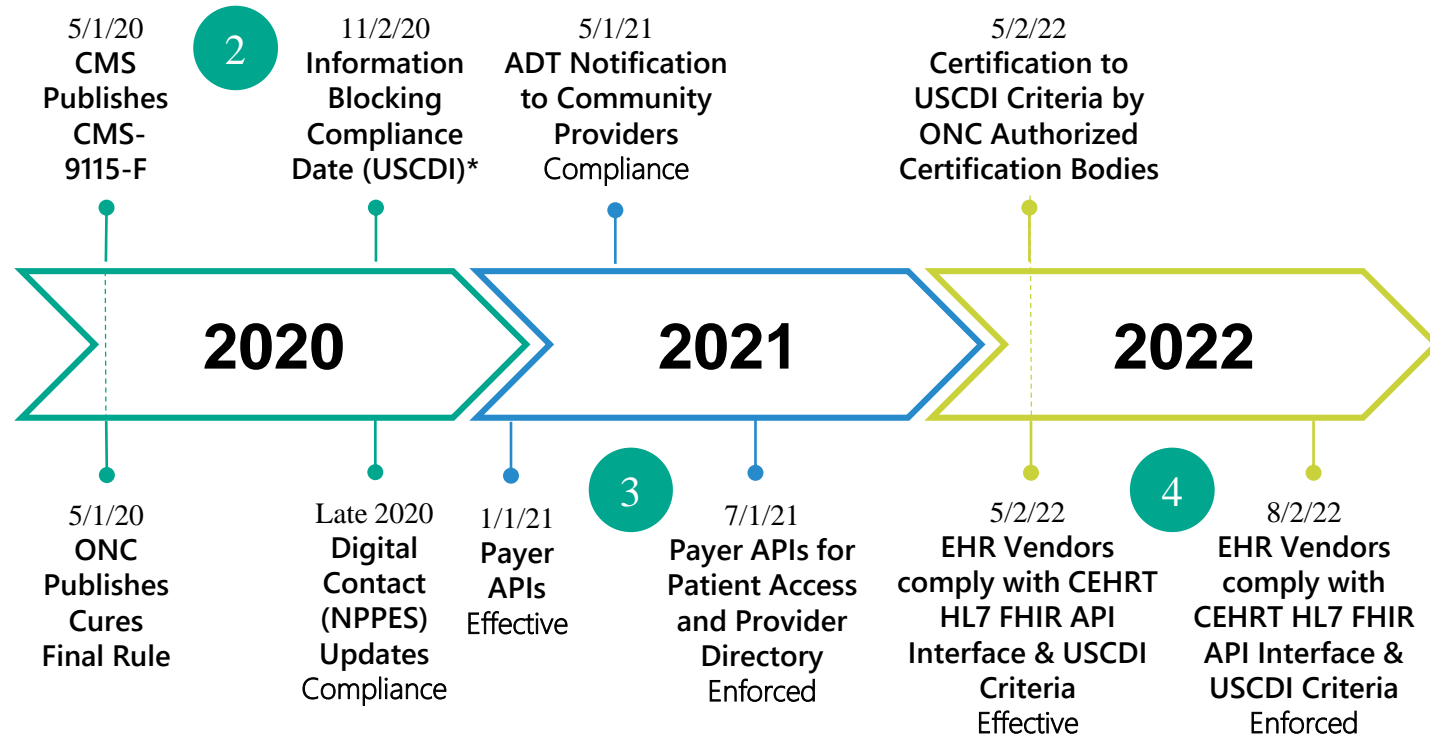 5/1/20
CMS
Publishes
CMS-
9115-F
2
11/2/20
Information
Blocking
Compliance
Date (USCDI)*
5/1/21
ADT Notification
to Community
Providers
Compliance
5/2/22
Certification to
USCDI Criteria by
ONC Authorized
Certification Bodies
2020
2021
2022
5/1/20
ONC
Publishes
Cures
Final Rule
Late 2020
Digital
Contact
(NPPES)
Updates
Compliance
1/1/21
Payer
APIs
Effective
3
7/1/21
Payer APIs for
Patient Access
and Provider
Directory
Enforced
5/2/22
EHR Vendors
comply with CEHRT
HL7 FHIR API
Interface & USCDI
Criteria
Effective
4
8/2/22
EHR Vendors
comply with
CEHRT HL7 FHIR
API Interface &
USCDI Criteria
Enforced